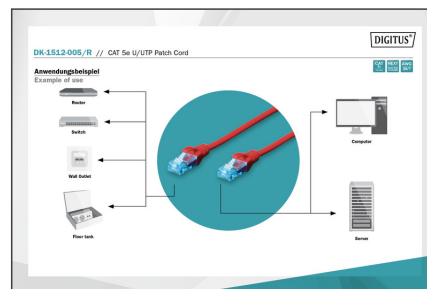 DIGITUS®
DK-1512-005/R // CAT 5e U/UTP Patch Cord
Anwendungsbeispiel
Example of use
Router
Switch
Wall Outlet
Floor tank
Computer
Server